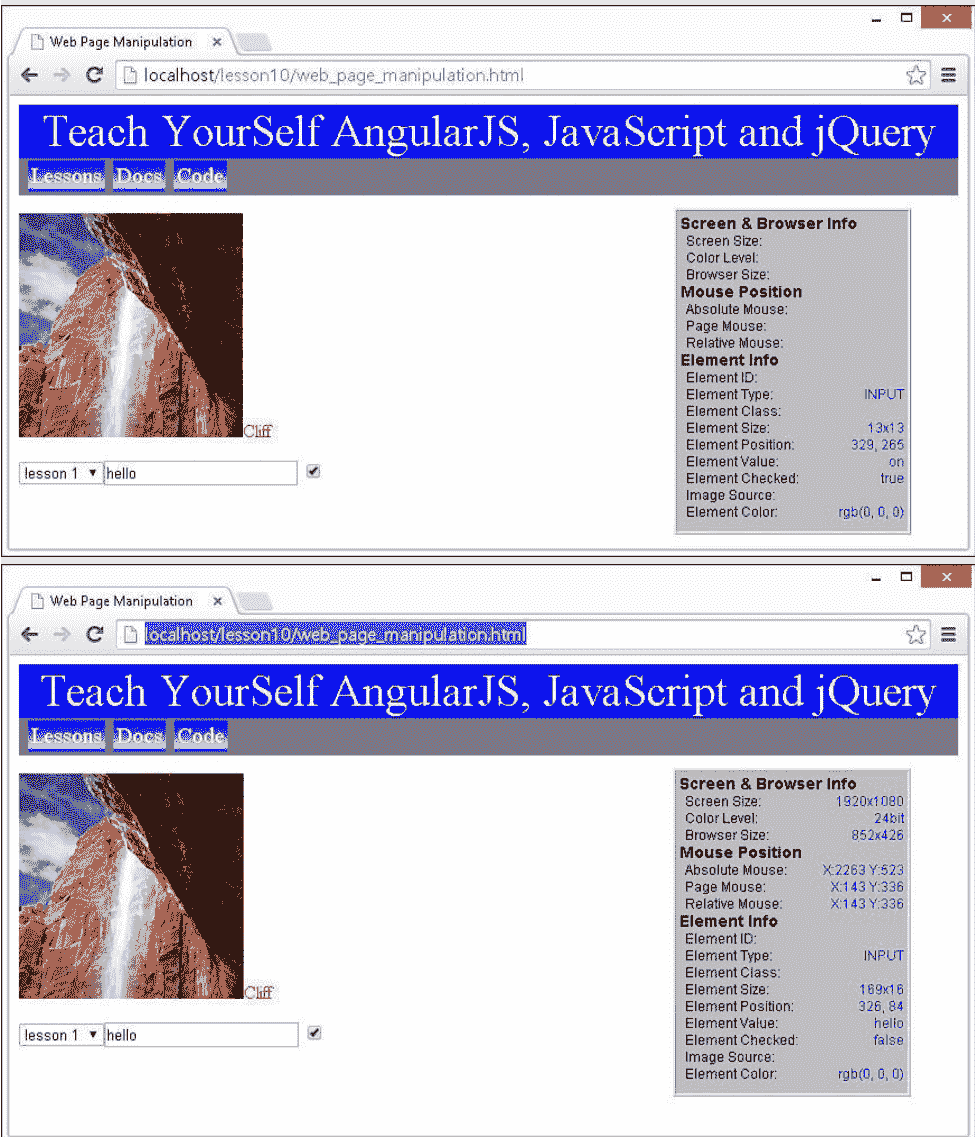 Web Page Manipulation
localhost/lesson10/web_page_manipulation.html
Teach YourSelf AngularJS, JavaScript and jQuery
Lessons Docs Code
Cliff
lesson 1 hello
Screen & Browser Info
Screen Size:
Color Level:
Browser Size:
Mouse Position
Absolute Mouse:
Page Mouse:
Relative Mouse:
Element Info
Element ID:
Element Type: INPUT
Element Class:
Element Size: 13x13
Element Position: 329, 265
Element Value: on
Element Checked: true
Image Source:
Element Color: rgb(0, 0, 0)
Web Page Manipulation
localhost/lesson10/web_page_manipulation.html
Teach YourSelf AngularJS, JavaScript and jQuery
Lessons Docs Code
Cliff
lesson 1 hello
Screen & Browser Info
Screen Size: 1920x1080
Color Level: 24bit
Browser Size: 852x426
Mouse Position
Absolute Mouse: X:2263 Y:523
Page Mouse: X:143 Y:336
Relative Mouse: X:143 Y:336
Element Info
Element ID:
Element Type: INPUT
Element Class:
Element Size: 169x16
Element Position: 326, 84
Element Value: hello
Element Checked: false
Image Source:
Element Color: rgb(0, 0, 0)